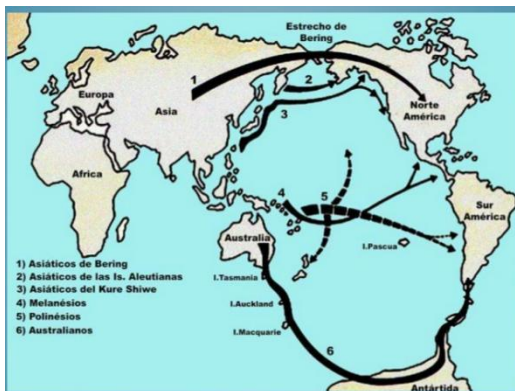 Estrecho de
Bering
1
2
3
Europa
Asia
Norte
América
Africa
4
5
Sur
América
Australia
I.Pascua
I.Tasmania
I.Auckland
I.Macquarie
6
Antártida
1) Asiáticos de Bering
2) Asiáticos de las Is. Aleutianas
3) Asiáticos del Kure Shiwe
4) Melanésios
5) Polinésios
6) Australianos